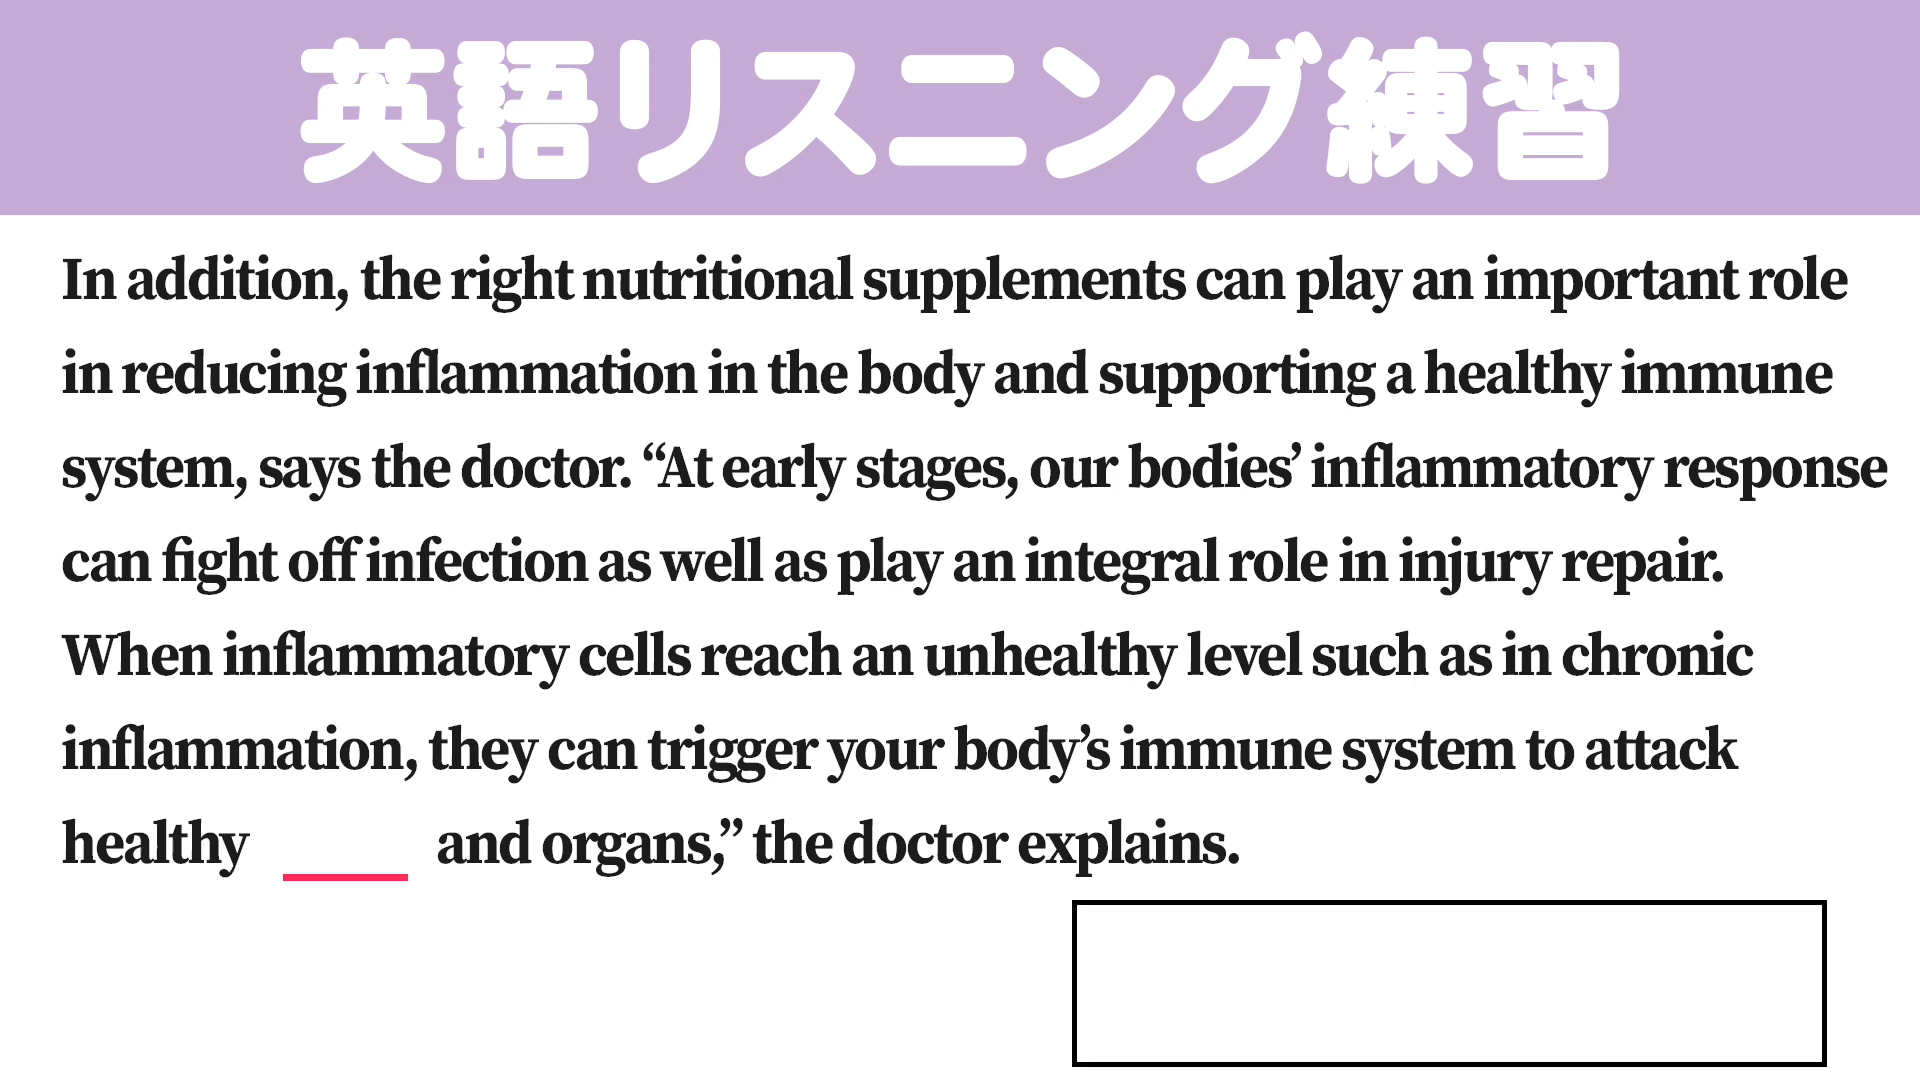 英語リスニング練習
In addition, the right nutritional supplements can play an important role
in reducing inflammation in the body and supporting a healthy immune
system, says the doctor. “At early stages, our bodies’ inflammatory response
can fight off infection as well as play an integral role in injury repair.
When inflammatory cells reach an unhealthy level such as in chronic
inflammation, they can trigger your body’s immune system to attack
healthy ____ and organs,” the doctor explains.